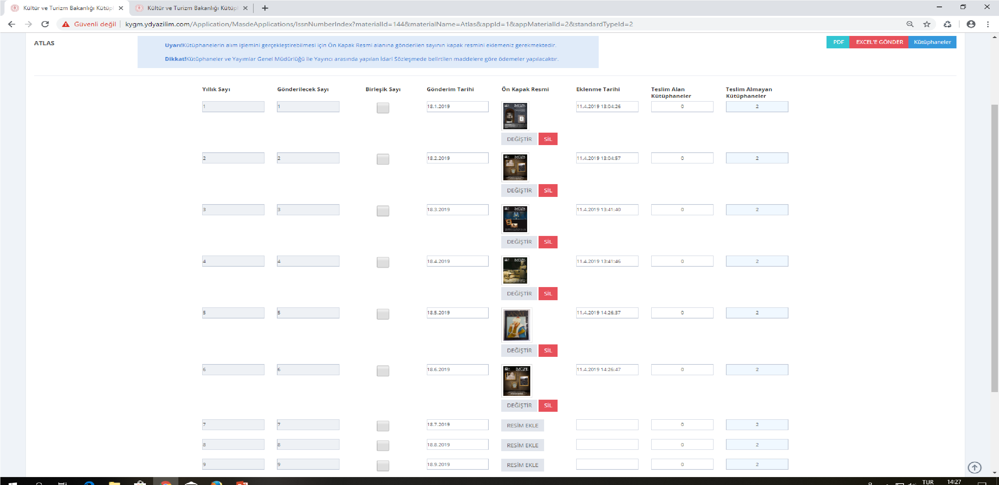 Kültür ve Turizm Bakanlığı Kütüpl
Kültür ve Turizm Bakanlığı Kütüpl
Güvenli değil
kygm.ydyazilim.com/Application/MasdeApplications/IssnNumberIndex?materialId=144&materialName=Atlas&appId=1&appMaterialId=2&standardTypeId=2
ATLAS
Uyarı!Kütüphanelerin alım işlemini gerçekleştirebilmesi için Ön Kapak Resmi alanına gönderilen sayının kapak resmini eklemeniz gerekmektedir.
Dikkat!Kütüphaneler ve Yayımlar Genel Müdürlüğü ile Yayıncı arasında yapılan İdari Sözleşmede belirtilen maddelere göre ödemeler yapılacaktır.
PDF EXCEL'E GÖNDER Kütüphaneler
Yıllık Sayı Gönderilecek Sayı Birleşik Sayı Gönderim Tarihi Ön Kapak Resmi Eklenme Tarihi Teslim Alan Kütüphaneler Teslim Almayan Kütüphaneler
1 1 18.1.2019 11.4.2019 13:04:26 0 2
MÜZE
DEĞİŞTİR SİL
2 2 18.2.2019 11.4.2019 13:04:57 0 2
MÜZE
DEĞİŞTİR SİL
3 3 18.3.2019 11.4.2019 13:41:40 0 2
MÜZE
DEĞİŞTİR SİL
4 4 18.4.2019 11.4.2019 13:41:46 0 2
MÜZE
DEĞİŞTİR SİL
5 5 18.5.2019 11.4.2019 14:26:37 0 2
SANAT
DEĞİŞTİR SİL
6 6 18.6.2019 11.4.2019 14:26:47 0 2
MÜZE
DEĞİŞTİR SİL
7 7 18.7.2019 RESİM EKLE 0 2
8 8 18.8.2019 RESİM EKLE 0 2
9 9 18.9.2019 RESİM EKLE 0 2
TUR 14:27